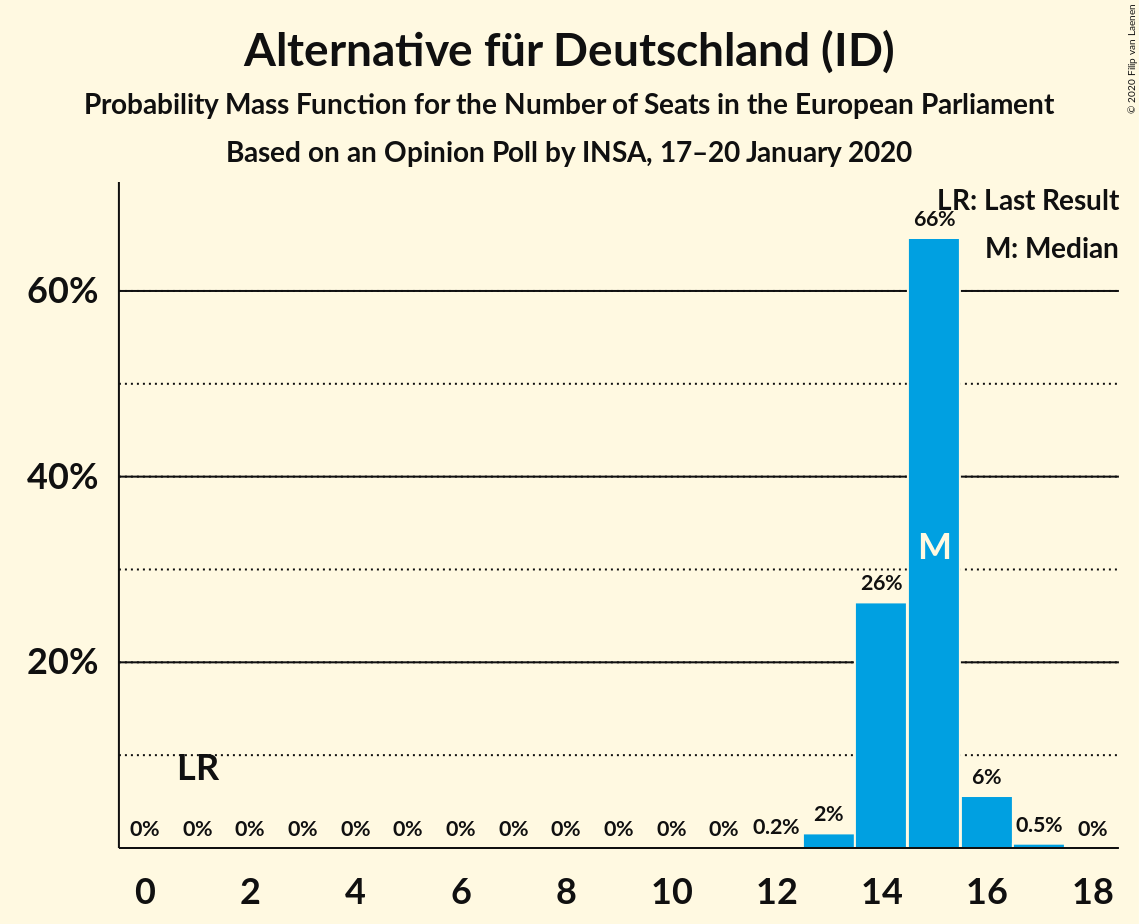 Alternative für Deutschland (ID)
Probability Mass Function for the Number of Seats in the European Parliament
Based on an Opinion Poll by INSA, 17–20 January 2020
© 2020 Filip van Laenen
LR: Last Result
M: Median
66%
60%
40%
20%
M
26%
LR
6%
0% 0% 0% 0% 0% 0% 0% 0% 0% 0% 0% 0% 0.2% 2% 0.5% 0%
0 2 4 6 8 10 12 14 16 18